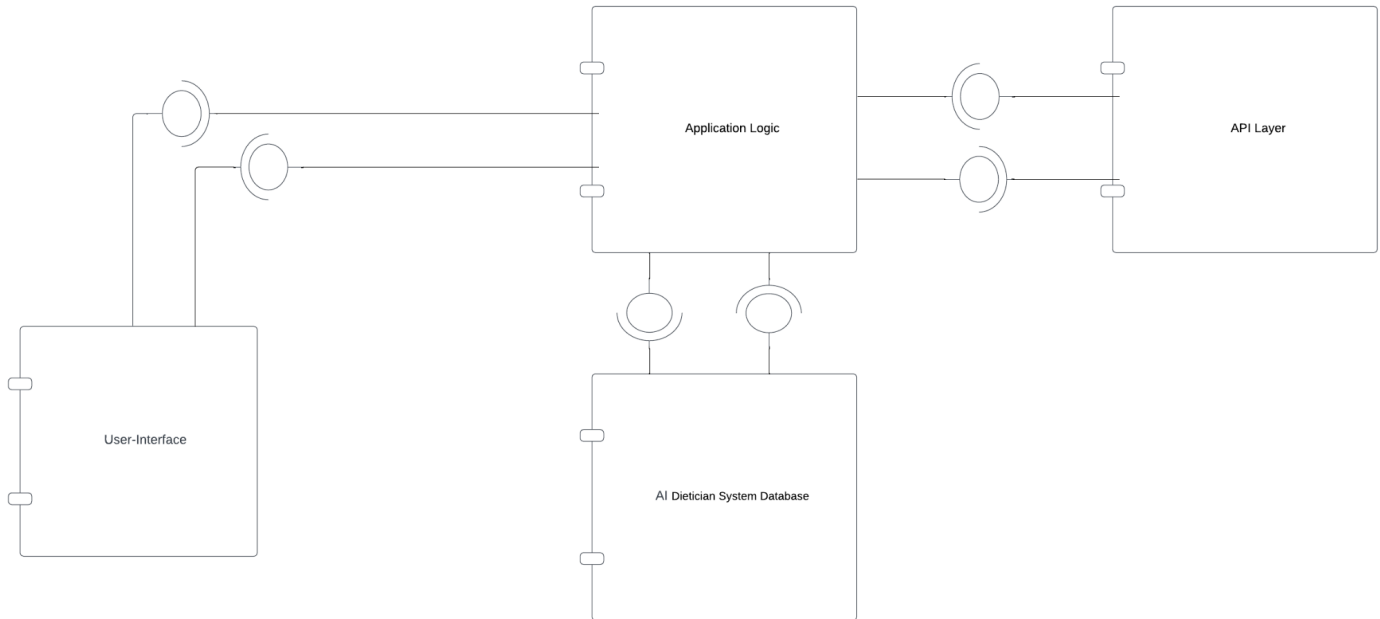 Application Logic
API Layer
User-Interface
AI Dietician System Database